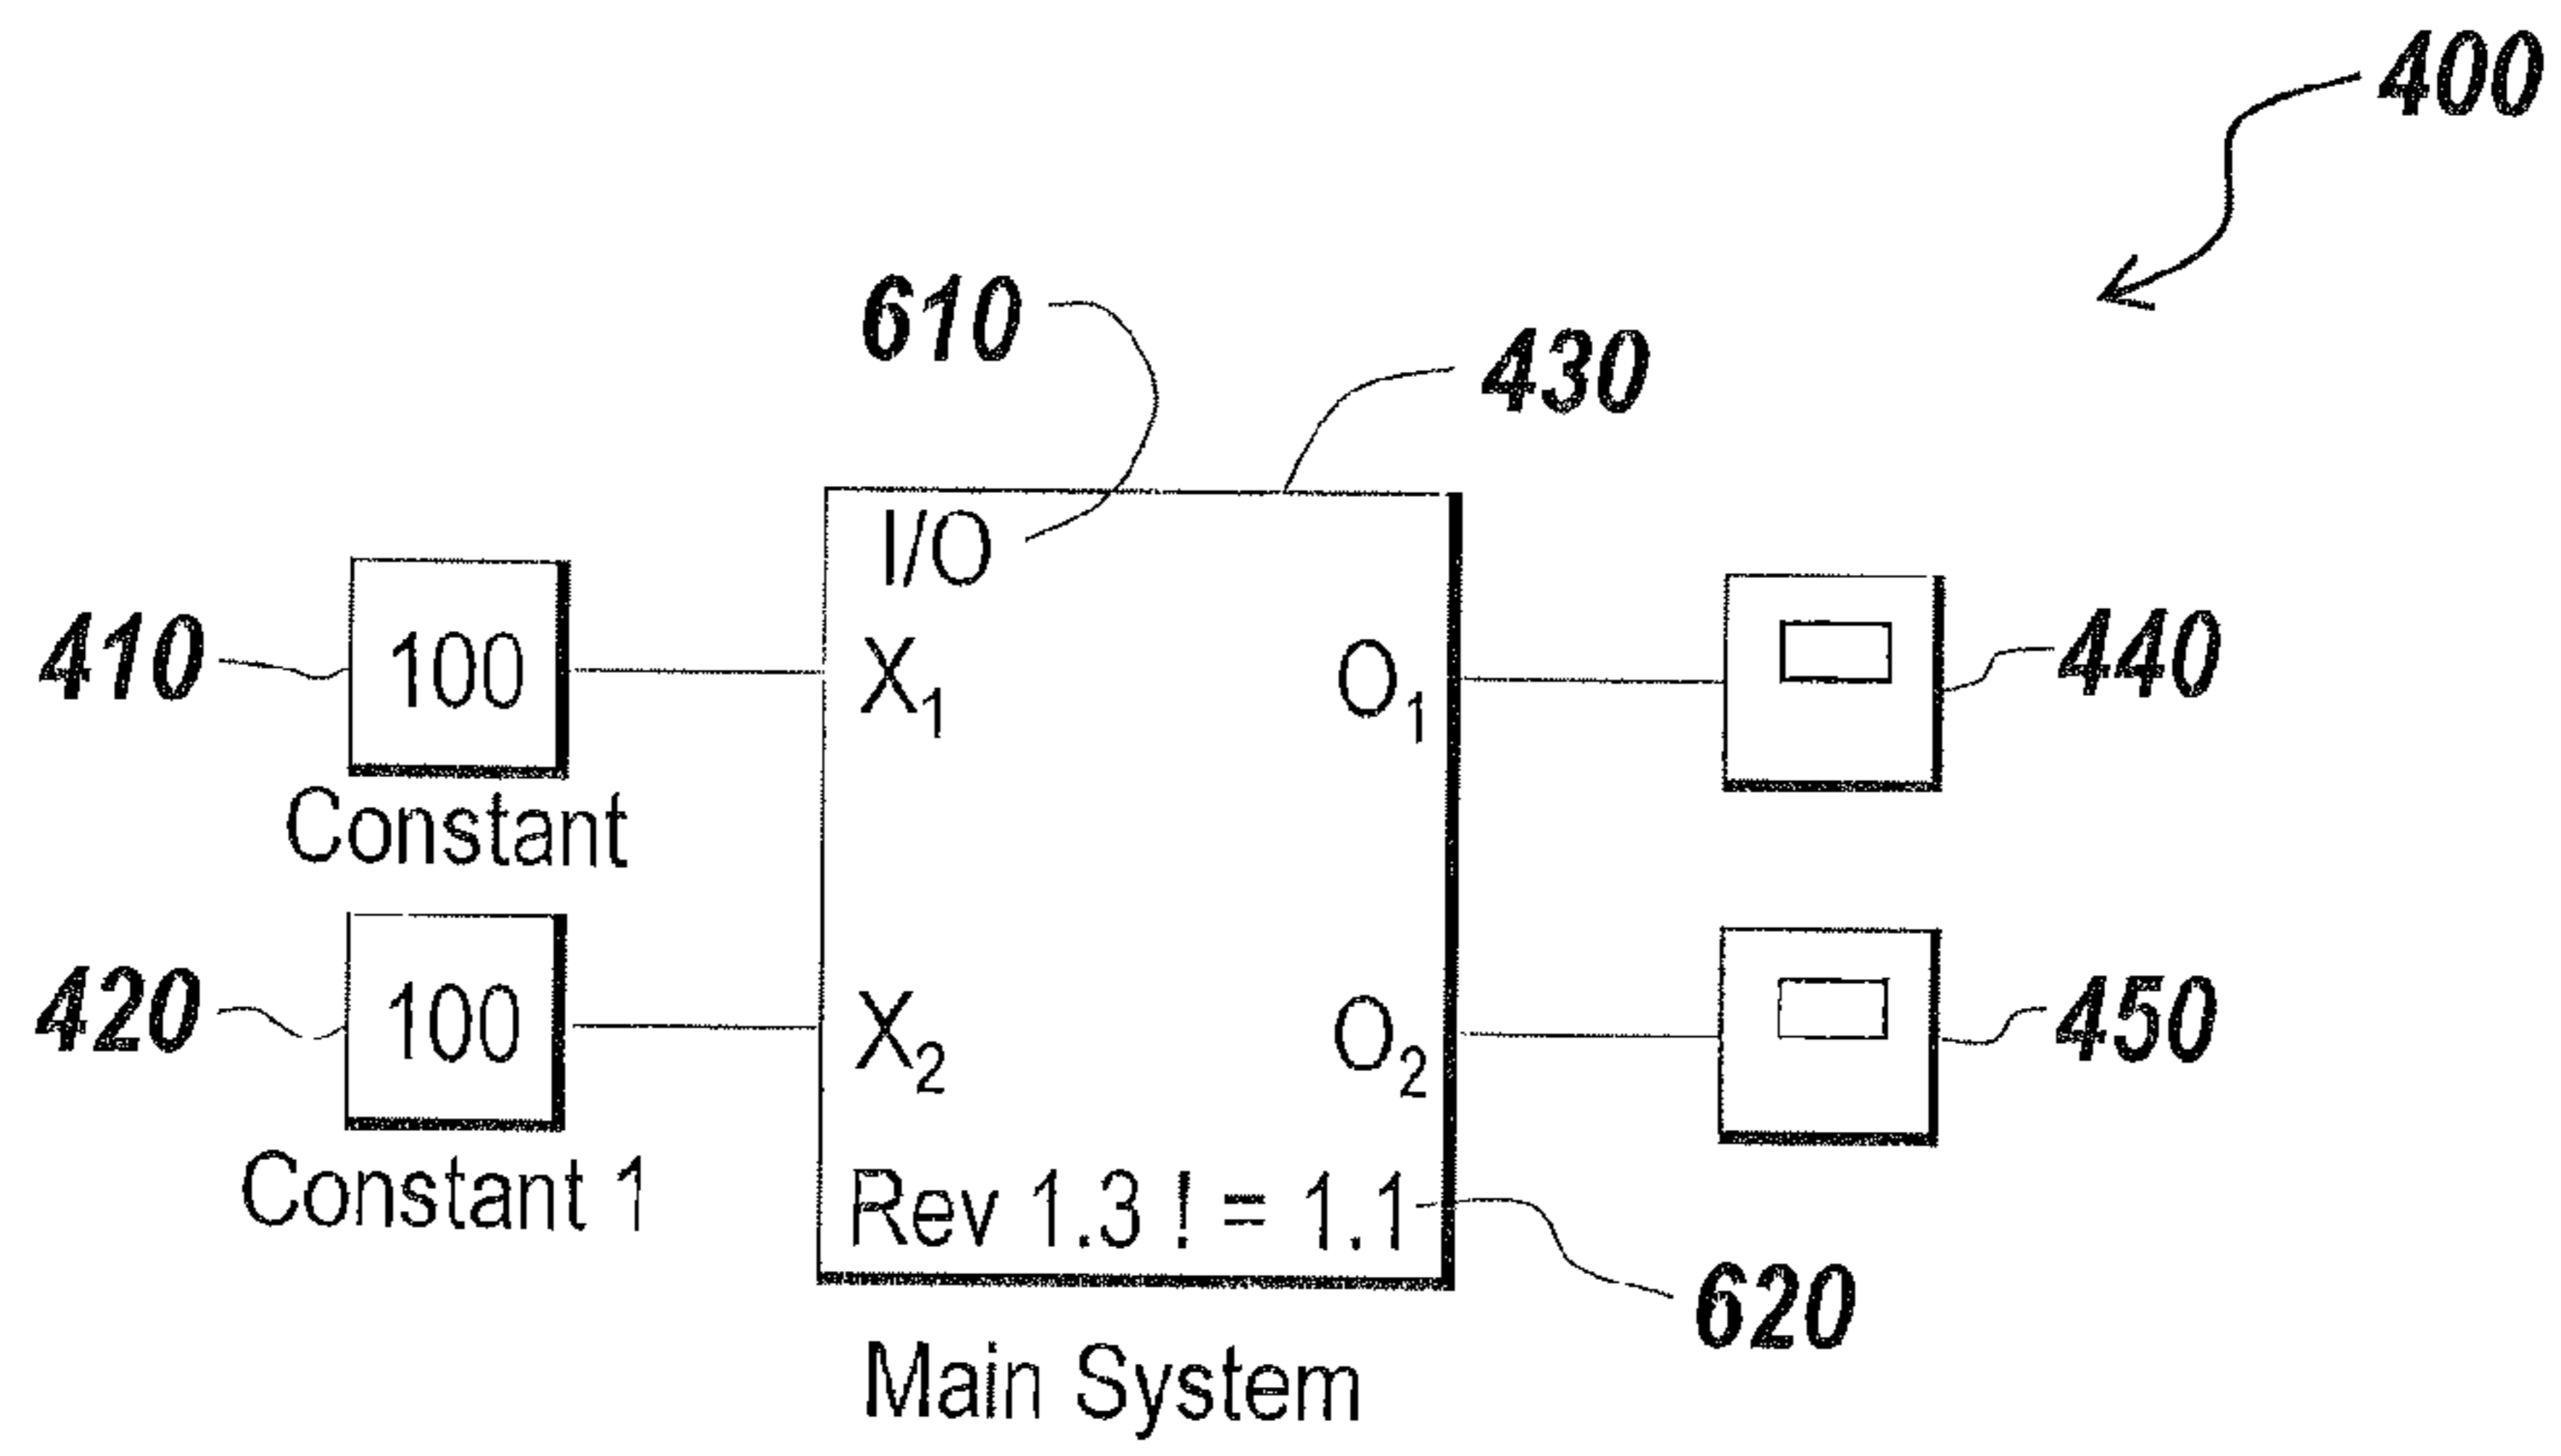 400
610
430
I/O
410
100
X1
O1
440
Constant
420
100
X2
O2
450
Constant 1
Rev 1.3 ! = 1.1
620
Main System